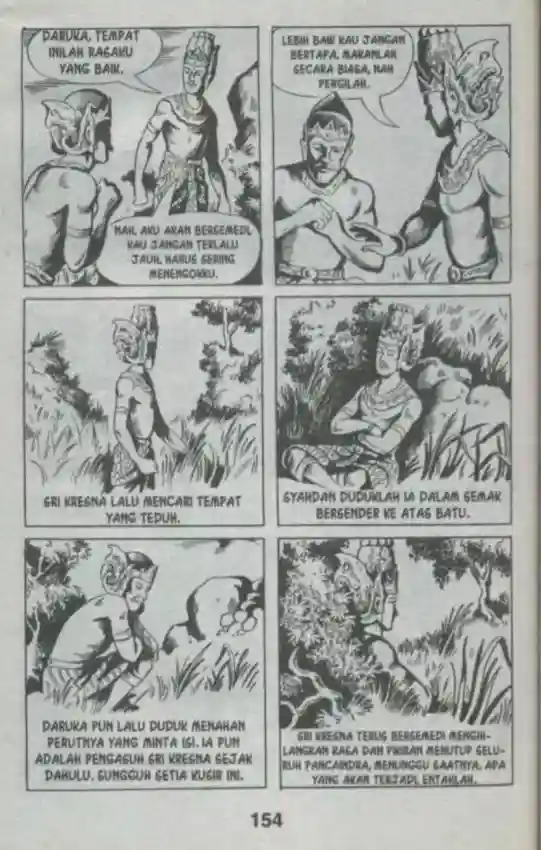 DARUKA, TEMPAT
INILAH RAGAKU
YANG BAIK.
NAH, AKU AKAN BERSEMEDI,
KAU JANGAN TERLALU
JAUH, HARUS SERING
MENENGOKKU.
LEBIH BAIK KAU JANGAN
BERTAPA, MAKANLAH
SECARA BIASA, NAH
PERGILAH.
SRI KRESNA LALU MENCARI TEMPAT
YANG TEDUH.
SYAHDAN DUDUKLAH IA DALAM SEMAK
BERSENDER KE ATAS BATU.
DARUKA PUN LALU DUDUK MENAHAN
PERUTNYA YANG MINTA ISI. IA PUN
ADALAH PENGASUH SRI KRESNA SEJAK
DAHULU. SUNGGUH SETIA KUSIR INI.
SRI KRESNA TERUS BERSEMEDI MENGHI-
LANGKAN RAGA DAN PIKIRAN MENUTUP SELU-
RUH PANCAINDRA, MENUNGGU SAATNYA. APA
YANG AKAN TERJADI, ENTAHLAH.
154